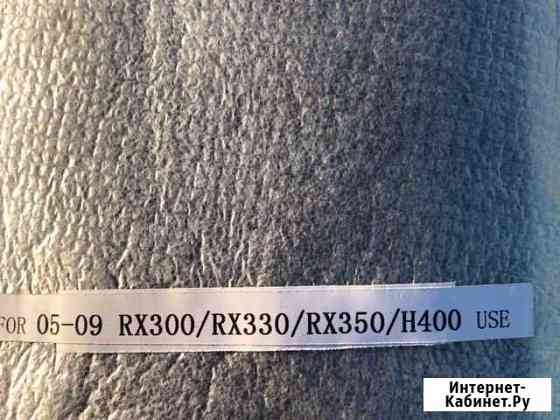 FOR 05-09 RX300/RX330/RX350/H400 USE
Интернет-
Кабинет.Ру